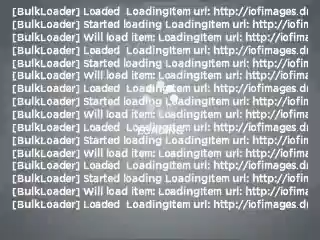 [BulkLoader] Loaded LoadingItem url: http://iofimages.d
[BulkLoader] Started loading LoadingItem url: http://iofi
[BulkLoader] Will load item: LoadingItem url: http://iofima
[BulkLoader] Loaded LoadingItem url: http://iofimages.d
[BulkLoader] Started loading LoadingItem url: http://iofi
[BulkLoader] Will load item: LoadingItem url: http://iofima
[BulkLoader] Loaded LoadingItem url: http://iofimages.d
[BulkLoader] Started loading LoadingItem url: http://iofi
[BulkLoader] Will load item: LoadingItem url: http://iofima
[BulkLoader] Loaded LoadingItem url: http://iofimages.d
LOADING
[BulkLoader] Started loading LoadingItem url: http://iofi
[BulkLoader] Will load item: LoadingItem url: http://iofima
[BulkLoader] Loaded LoadingItem url: http://iofimages.d
[BulkLoader] Started loading LoadingItem url: http://iofi
[BulkLoader] Will load item: LoadingItem url: http://iofima
[BulkLoader] Loaded LoadingItem url: http://iofimages.d